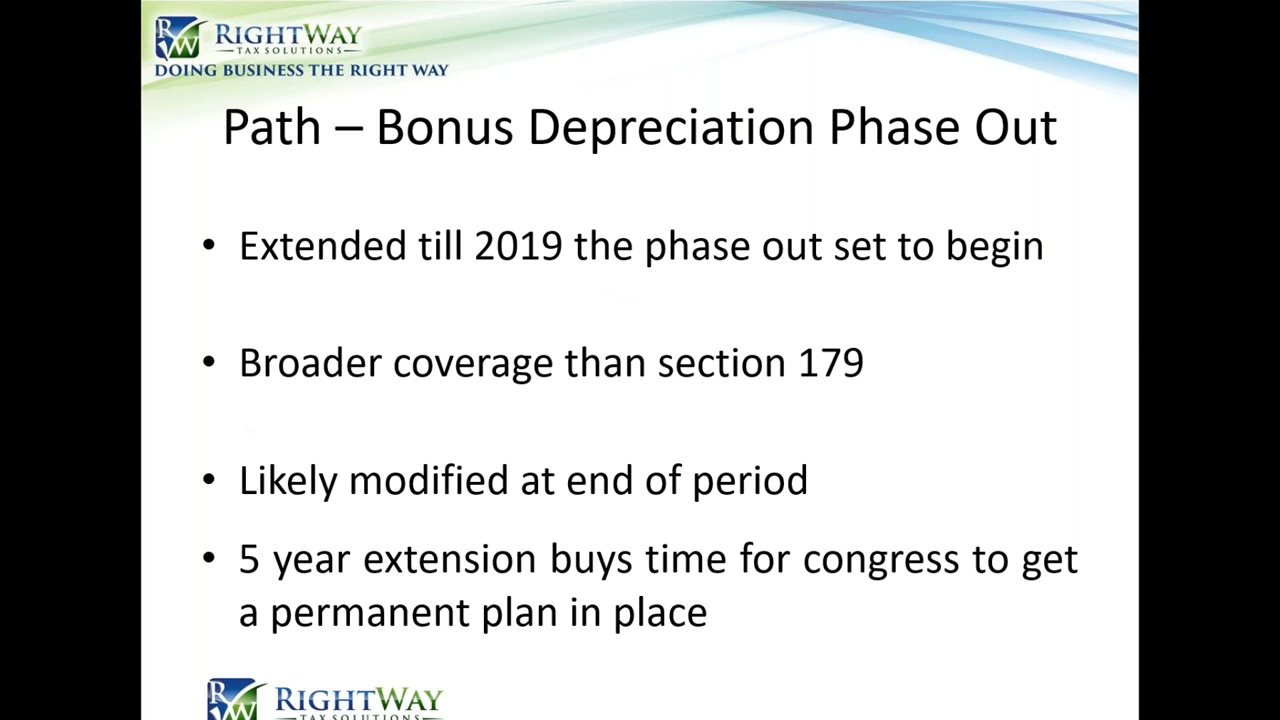 RW RIGHTWAY
TAX SOLUTIONS
DOING BUSINESS THE RIGHT WAY
Path – Bonus Depreciation Phase Out
• Extended till 2019 the phase out set to begin
• Broader coverage than section 179
• Likely modified at end of period
• 5 year extension buys time for congress to get
a permanent plan in place
RW RIGHTWAY
TAX SOLUTIONS